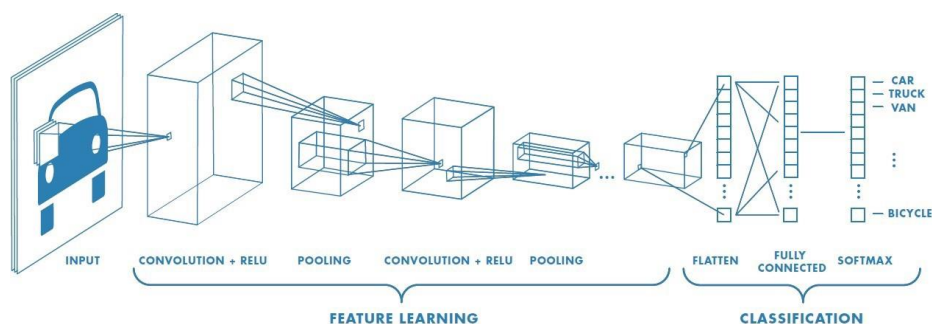 CAR
TRUCK
VAN
BICYCLE
INPUT
CONVOLUTION + RELU
POOLING
CONVOLUTION + RELU
POOLING
FLATTEN
FULLY
CONNECTED
SOFTMAX
FEATURE LEARNING
CLASSIFICATION